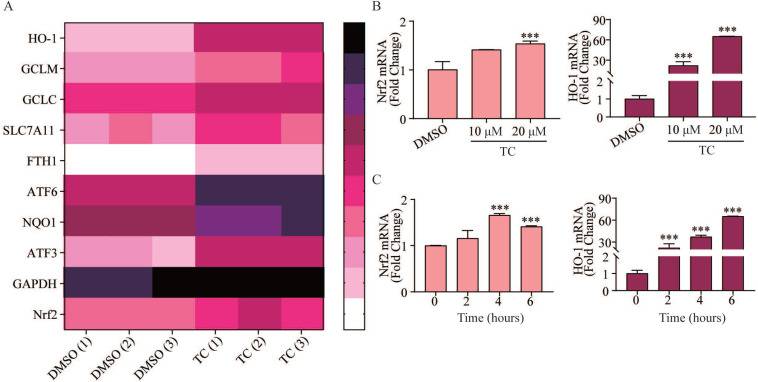 A
HO-1
GCLM
GCLC
SLC7A11
FTH1
ATF6
NQO1
ATF3
GAPDH
Nrf2
DMSO (1)
DMSO (2)
DMSO (3)
TC (1)
TC (2)
TC (3)
B
Nrf2 mRNA
(Fold Change)
2
1
0
***
DMSO
10 μM
20 μM
TC
HO-1 mRNA
(Fold Change)
90
60
30
2
1
0
***
***
DMSO
10 μM
20 μM
TC
C
Nrf2 mRNA
(Fold Change)
2
1
0
***
***
0
2
4
6
Time (hours)
HO-1 mRNA
(Fold Change)
90
60
30
2
1
0
***
***
***
0
2
4
6
Time (hours)